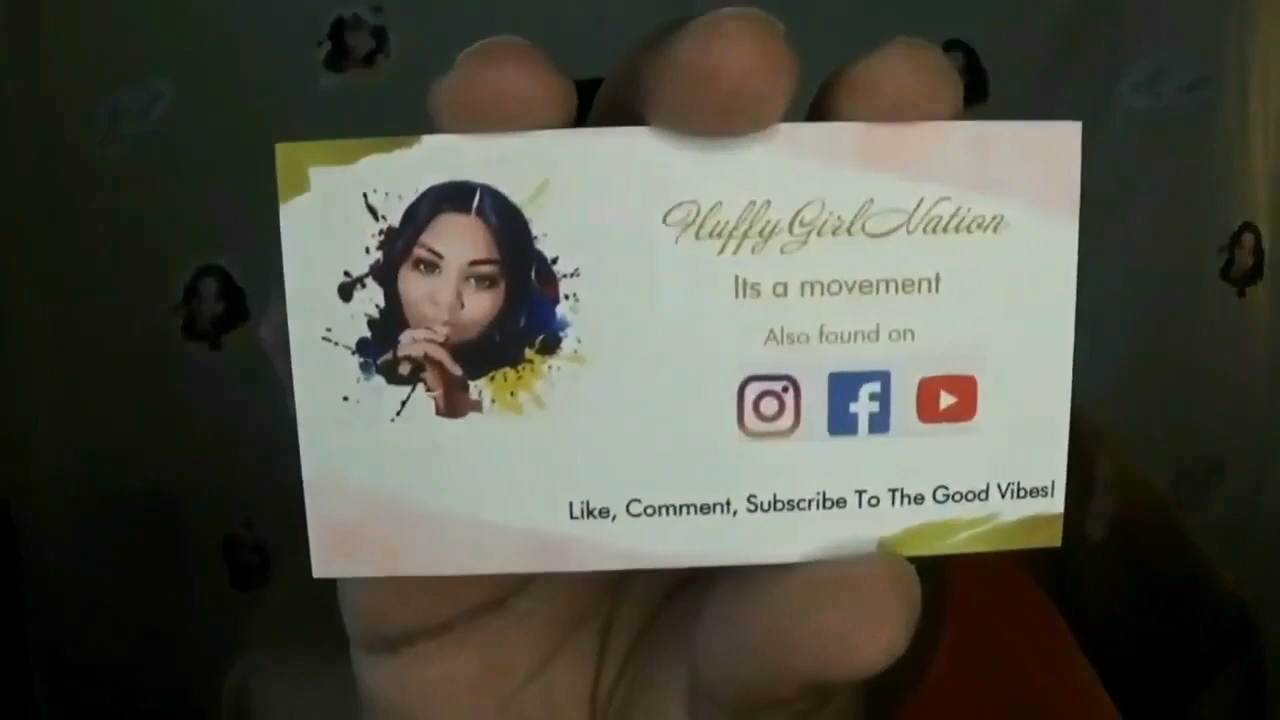 FluffyGirlNation
Its a movement
Also found on
Like, Comment, Subscribe To The Good Vibes!